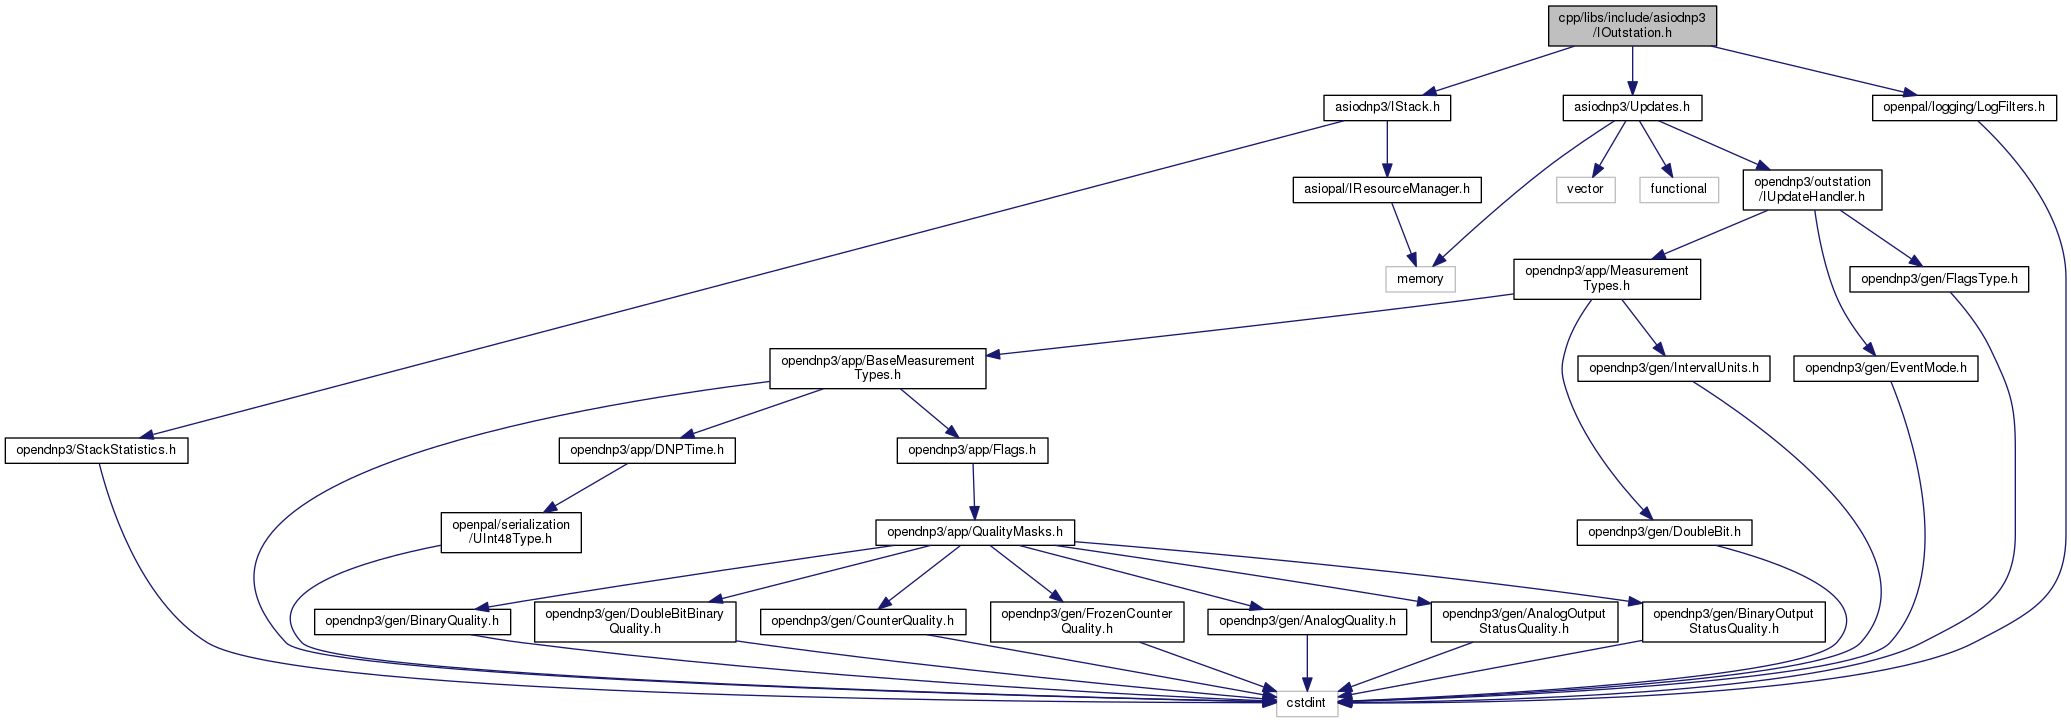 cpp/libs/include/asiodnp3
/IOutstation.h
asiodnp3/IStack.h
asiodnp3/Updates.h
openpal/logging/LogFilters.h
asiopal/IResourceManager.h
vector
functional
opendnp3/outstation
/IUpdateHandler.h
memory
opendnp3/app/Measurement
Types.h
opendnp3/gen/FlagsType.h
opendnp3/app/BaseMeasurement
Types.h
opendnp3/gen/IntervalUnits.h
opendnp3/gen/EventMode.h
opendnp3/StackStatistics.h
opendnp3/app/DNPTime.h
opendnp3/app/Flags.h
openpal/serialization
/UInt48Type.h
opendnp3/app/QualityMasks.h
opendnp3/gen/DoubleBit.h
opendnp3/gen/BinaryQuality.h
opendnp3/gen/DoubleBitBinary
Quality.h
opendnp3/gen/CounterQuality.h
opendnp3/gen/FrozenCounter
Quality.h
opendnp3/gen/AnalogQuality.h
opendnp3/gen/AnalogOutput
StatusQuality.h
opendnp3/gen/BinaryOutput
StatusQuality.h
cstdint